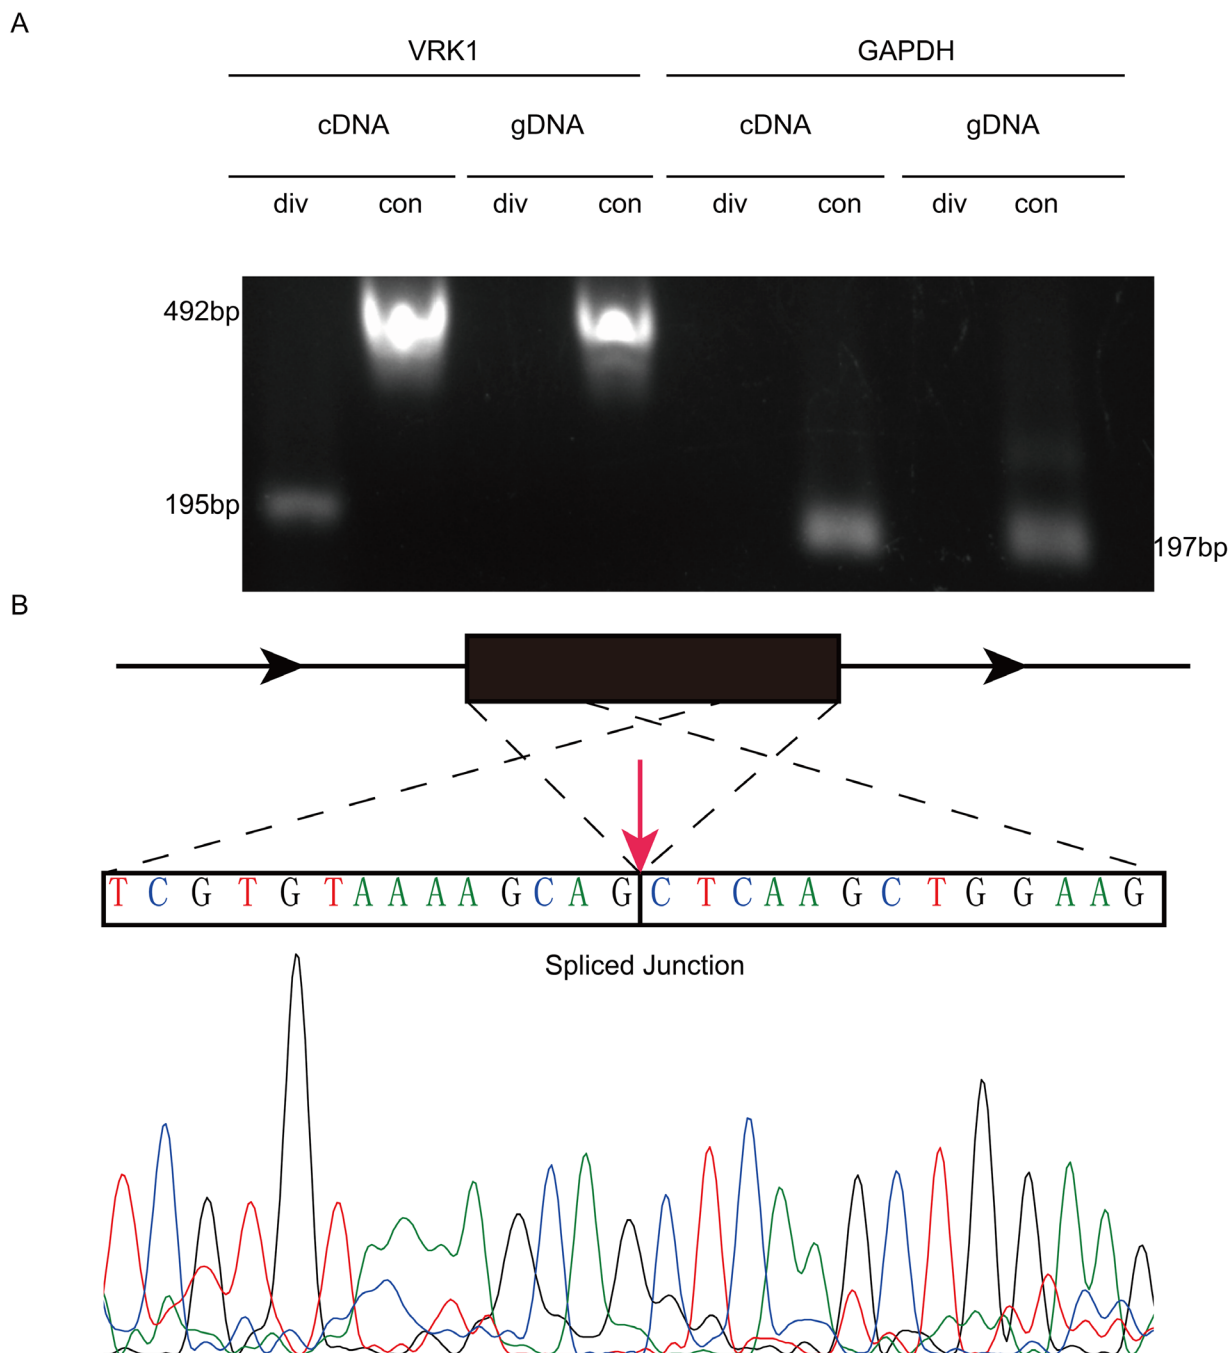 A
VRK1 GAPDH
cDNA gDNA cDNA gDNA
div con div con div con div con
492bp
195bp
197bp
B
T C G T G T A A A A G C A G C T C A A G C T G G A A G
Spliced Junction